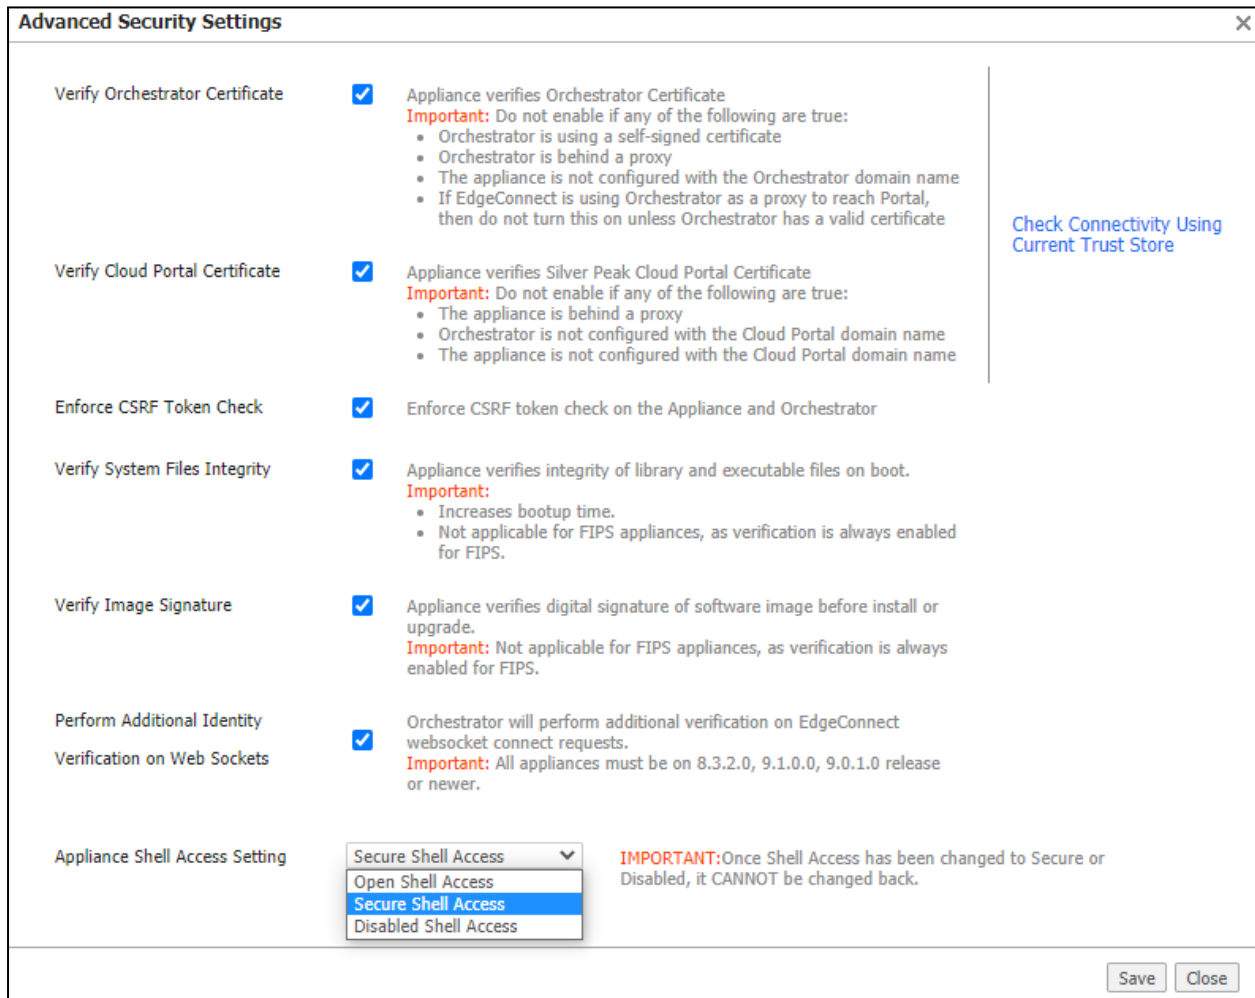 Advanced Security Settings
Verify Orchestrator Certificate
Appliance verifies Orchestrator Certificate
Important: Do not enable if any of the following are true:
• Orchestrator is using a self-signed certificate
• Orchestrator is behind a proxy
• The appliance is not configured with the Orchestrator domain name
• If EdgeConnect is using Orchestrator as a proxy to reach Portal,
then do not turn this on unless Orchestrator has a valid certificate
Check Connectivity Using
Current Trust Store
Verify Cloud Portal Certificate
Appliance verifies Silver Peak Cloud Portal Certificate
Important: Do not enable if any of the following are true:
• The appliance is behind a proxy
• Orchestrator is not configured with the Cloud Portal domain name
• The appliance is not configured with the Cloud Portal domain name
Enforce CSRF Token Check
Enforce CSRF token check on the Appliance and Orchestrator
Verify System Files Integrity
Appliance verifies integrity of library and executable files on boot.
Important:
• Increases bootup time.
• Not applicable for FIPS appliances, as verification is always enabled
for FIPS.
Verify Image Signature
Appliance verifies digital signature of software image before install or
upgrade.
Important: Not applicable for FIPS appliances, as verification is always
enabled for FIPS.
Perform Additional Identity
Verification on Web Sockets
Orchestrator will perform additional verification on EdgeConnect
websocket connect requests.
Important: All appliances must be on 8.3.2.0, 9.1.0.0, 9.0.1.0 release
or newer.
Appliance Shell Access Setting
Secure Shell Access
Open Shell Access
Secure Shell Access
Disabled Shell Access
IMPORTANT:Once Shell Access has been changed to Secure or
Disabled, it CANNOT be changed back.
Save
Close